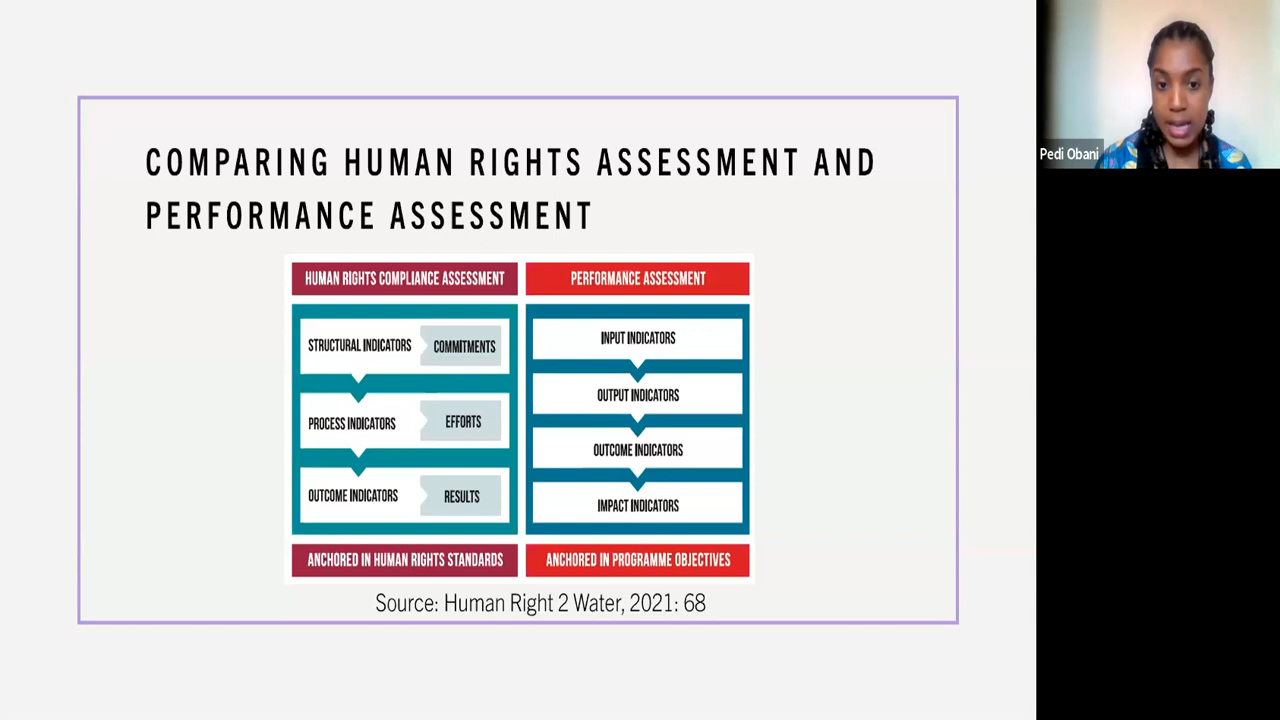 COMPARING HUMAN RIGHTS ASSESSMENT AND
PERFORMANCE ASSESSMENT
HUMAN RIGHTS COMPLIANCE ASSESSMENT
STRUCTURAL INDICATORS
COMMITMENTS
PROCESS INDICATORS
EFFORTS
OUTCOME INDICATORS
RESULTS
ANCHORED IN HUMAN RIGHTS STANDARDS
PERFORMANCE ASSESSMENT
INPUT INDICATORS
OUTPUT INDICATORS
OUTCOME INDICATORS
IMPACT INDICATORS
ANCHORED IN PROGRAMME OBJECTIVES
Source: Human Right 2 Water, 2021: 68
Pedi Obani